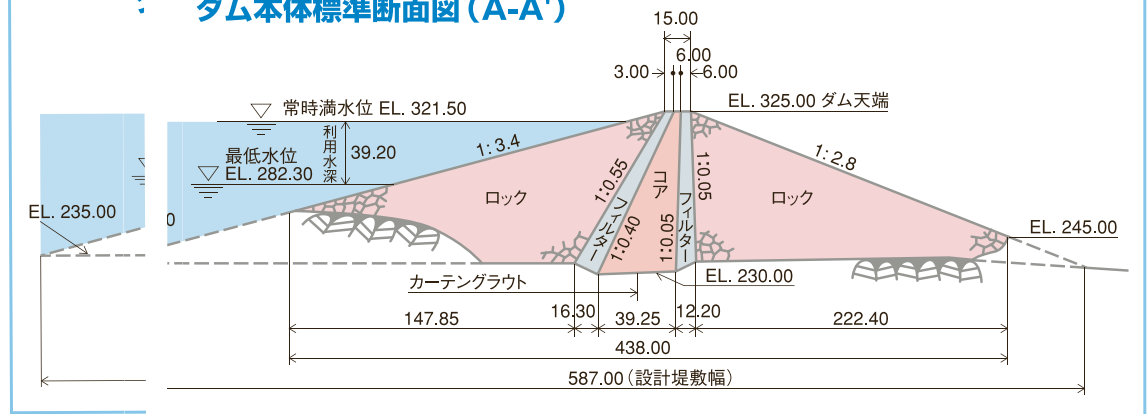 ダム本体標準断面図(A-A')
15.00
6.00
3.00
6.00
EL. 325.00 ダム天端
常時満水位 EL. 321.50
利用水深
39.20
最低水位
EL. 282.30
1: 3.4
1: 2.8
1:0.55
1:0.05
コア
ロック
ロック
フィルター
フィルター
1:0.40
1:0.05
EL. 235.00
0
EL. 245.00
カーテングラウト
EL. 230.00
147.85
16.30
39.25
12.20
222.40
438.00
587.00(設計堤敷幅)